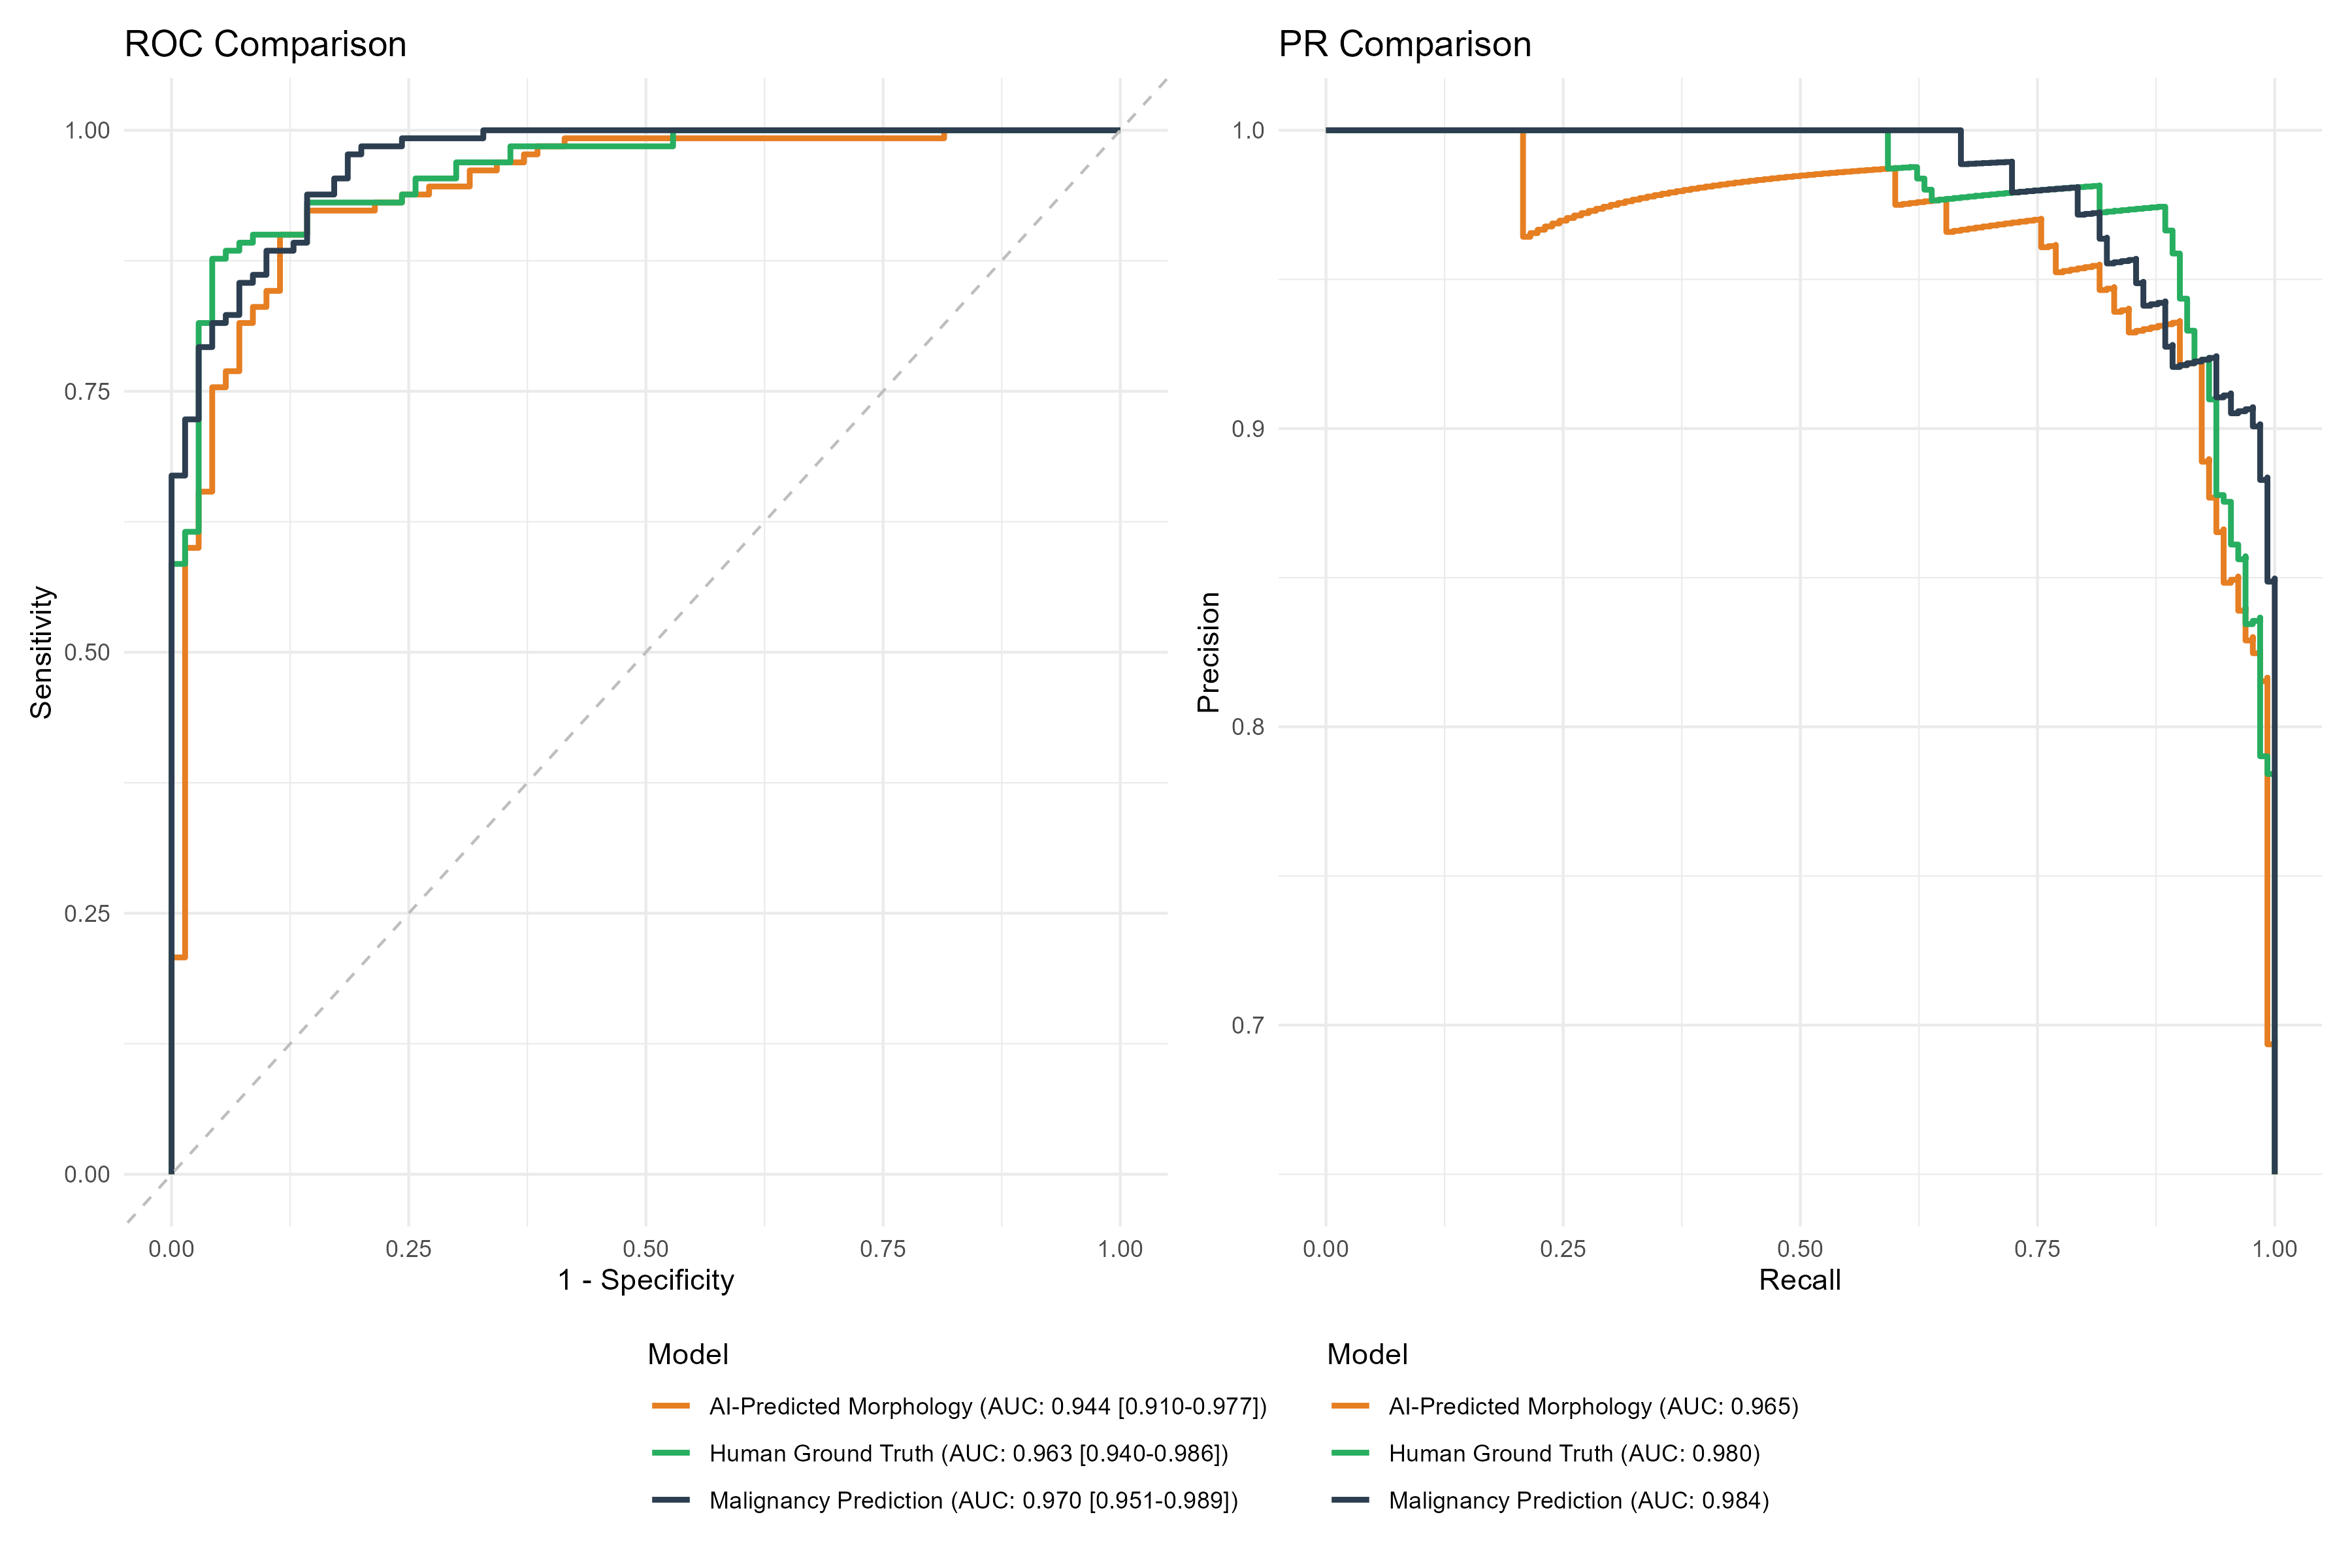 ROC Comparison
1.00
0.75
0.50
0.25
0.00
Sensitivity
0.00 0.25 0.50 0.75 1.00
1 - Specificity
PR Comparison
1.0
0.9
0.8
0.7
Precision
0.00 0.25 0.50 0.75 1.00
Recall
Model
AI-Predicted Morphology (AUC: 0.944 [0.910-0.977])
Human Ground Truth (AUC: 0.963 [0.940-0.986])
Malignancy Prediction (AUC: 0.970 [0.951-0.989])
Model
AI-Predicted Morphology (AUC: 0.965)
Human Ground Truth (AUC: 0.980)
Malignancy Prediction (AUC: 0.984)